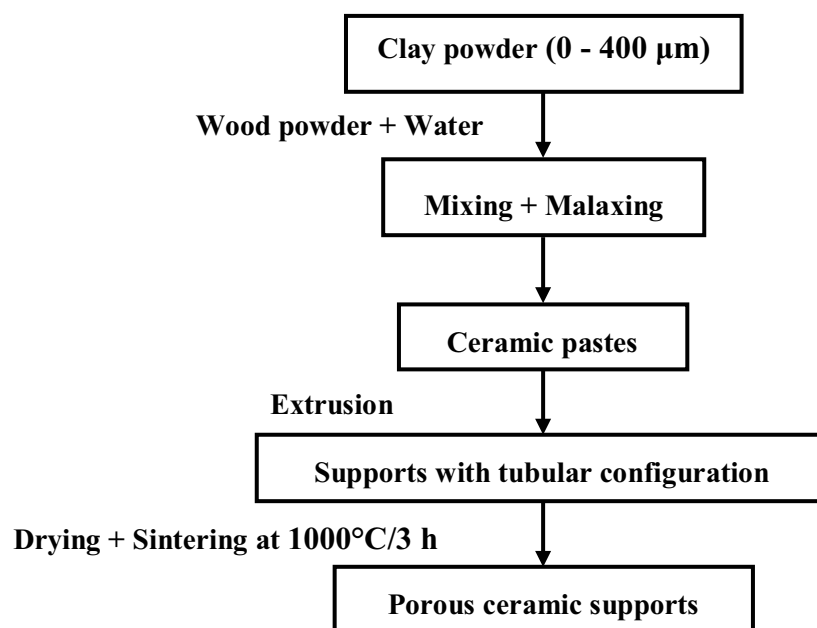 Clay powder (0 - 400 μm)
Wood powder + Water
Mixing + Malaxing
Ceramic pastes
Extrusion
Supports with tubular configuration
Drying + Sintering at 1000°C/3 h
Porous ceramic supports